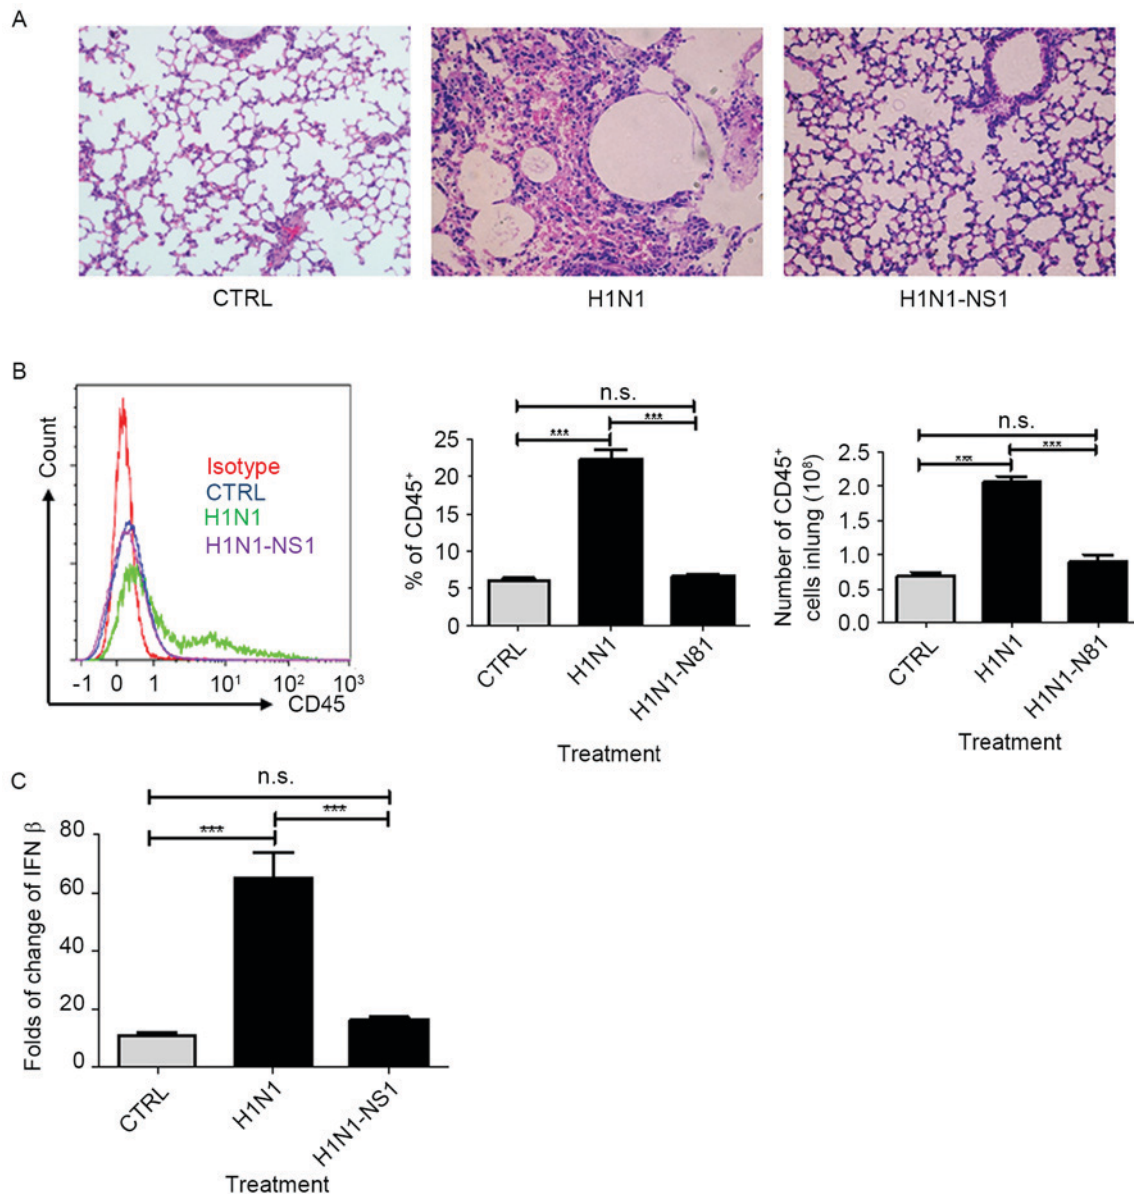 A
CTRL
H1N1
H1N1-NS1
B
Count
Isotype
CTRL
H1N1
H1N1-NS1
-1 0 1 10¹ 10² 10³
CD45
n.s.
***
***
% of CD45⁺
25
20
15
10
5
0
CTRL
H1N1
H1N1-N81
Treatment
n.s.
***
***
Number of CD45⁺
cells inlung (10⁸)
2.5
2.0
1.5
1.0
0.5
0.0
CTRL
H1N1
H1N1-N81
Treatment
C
n.s.
***
***
Folds of change of IFN β
80
60
40
20
0
CTRL
H1N1
H1N1-NS1
Treatment